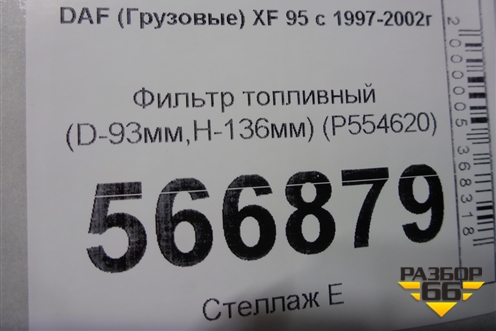 DAF (Грузовые) XF 95 с 1997-2002г
Фильтр топливный
(D-93мм,H-136мм) (P554620)
566879
Стеллаж Е
2000005368318
РАЗБОР
66